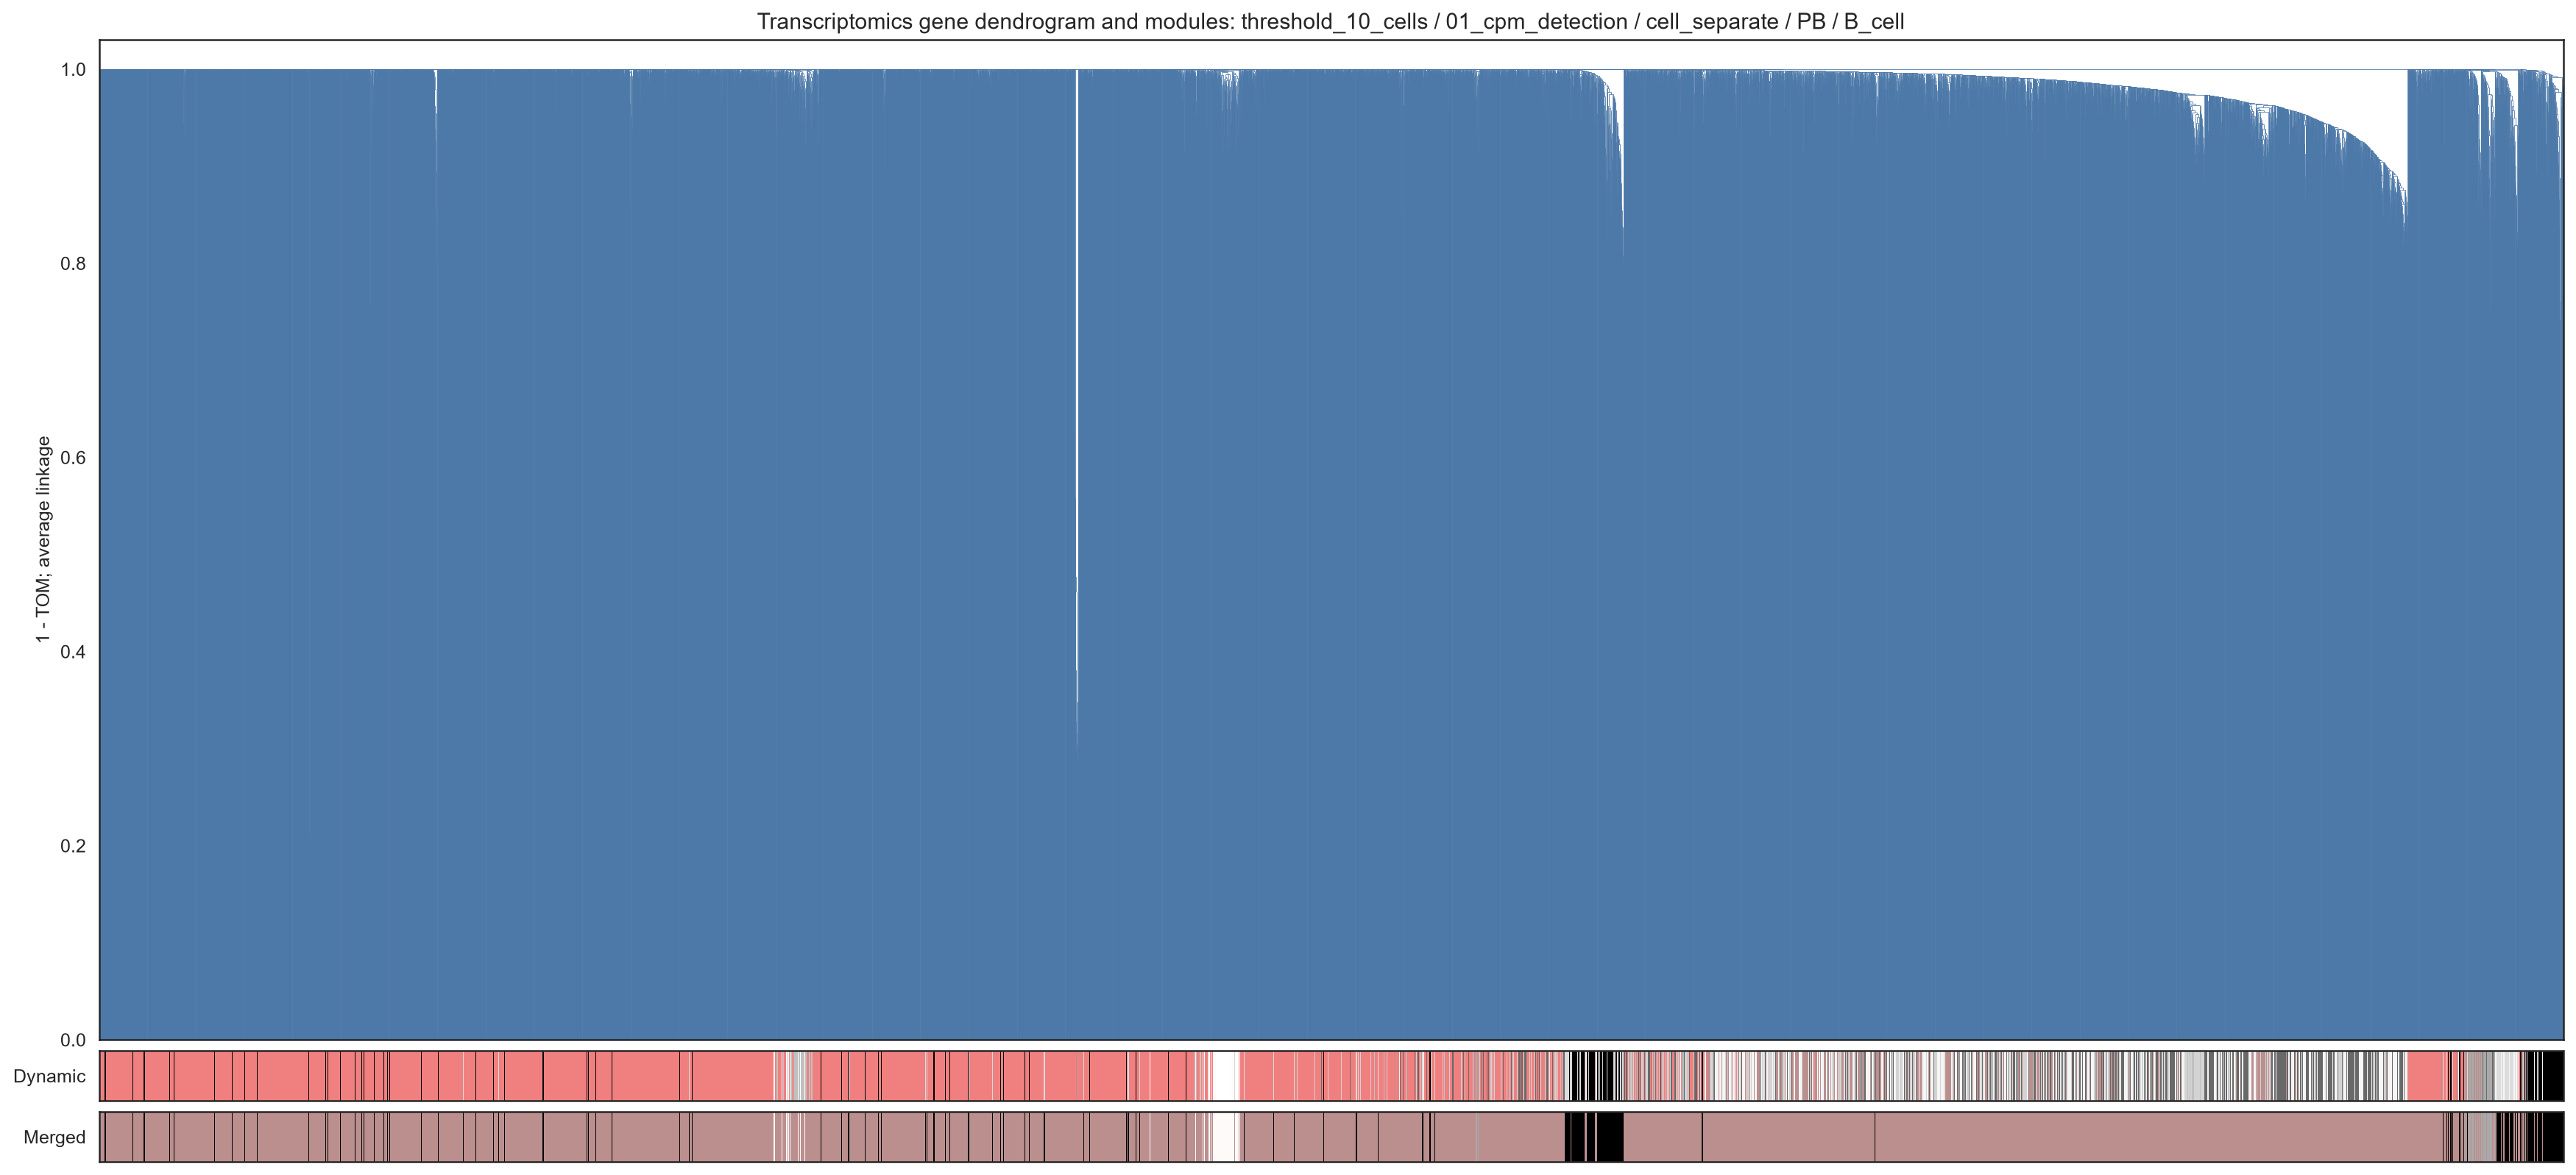 Transcriptomics gene dendrogram and modules: threshold_10_cells / 01_cpm_detection / cell_separate / PB / B_cell
1.0
0.8
0.6
0.4
0.2
0.0
1 - TOM; average linkage
Dynamic
Merged